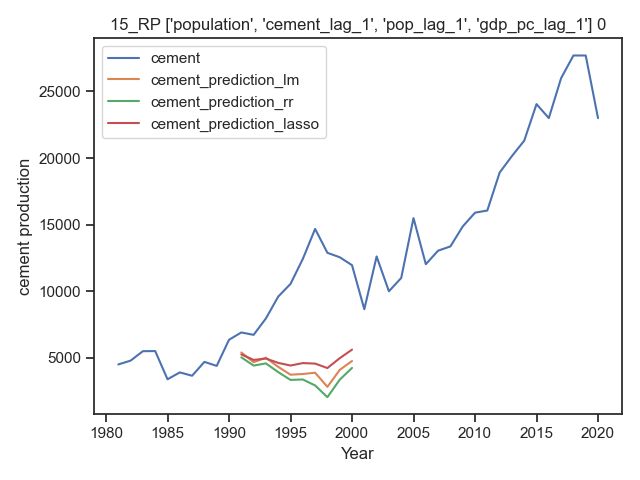 15_RP ['population', 'cement_lag_1', 'pop_lag_1', 'gdp_pc_lag_1'] 0
cement
cement_prediction_lm
cement_prediction_rr
cement_prediction_lasso
25000
20000
15000
10000
5000
cement production
1980 1985 1990 1995 2000 2005 2010 2015 2020
Year